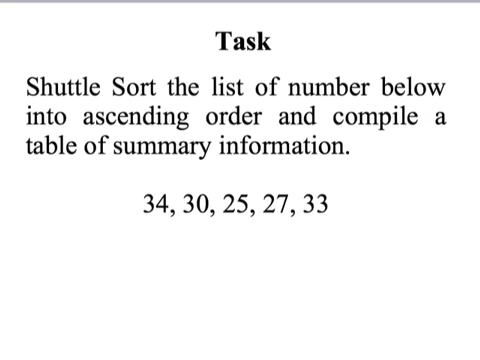 Task
Shuttle Sort the list of number below
into ascending order and compile a
table of summary information.
34, 30, 25, 27, 33